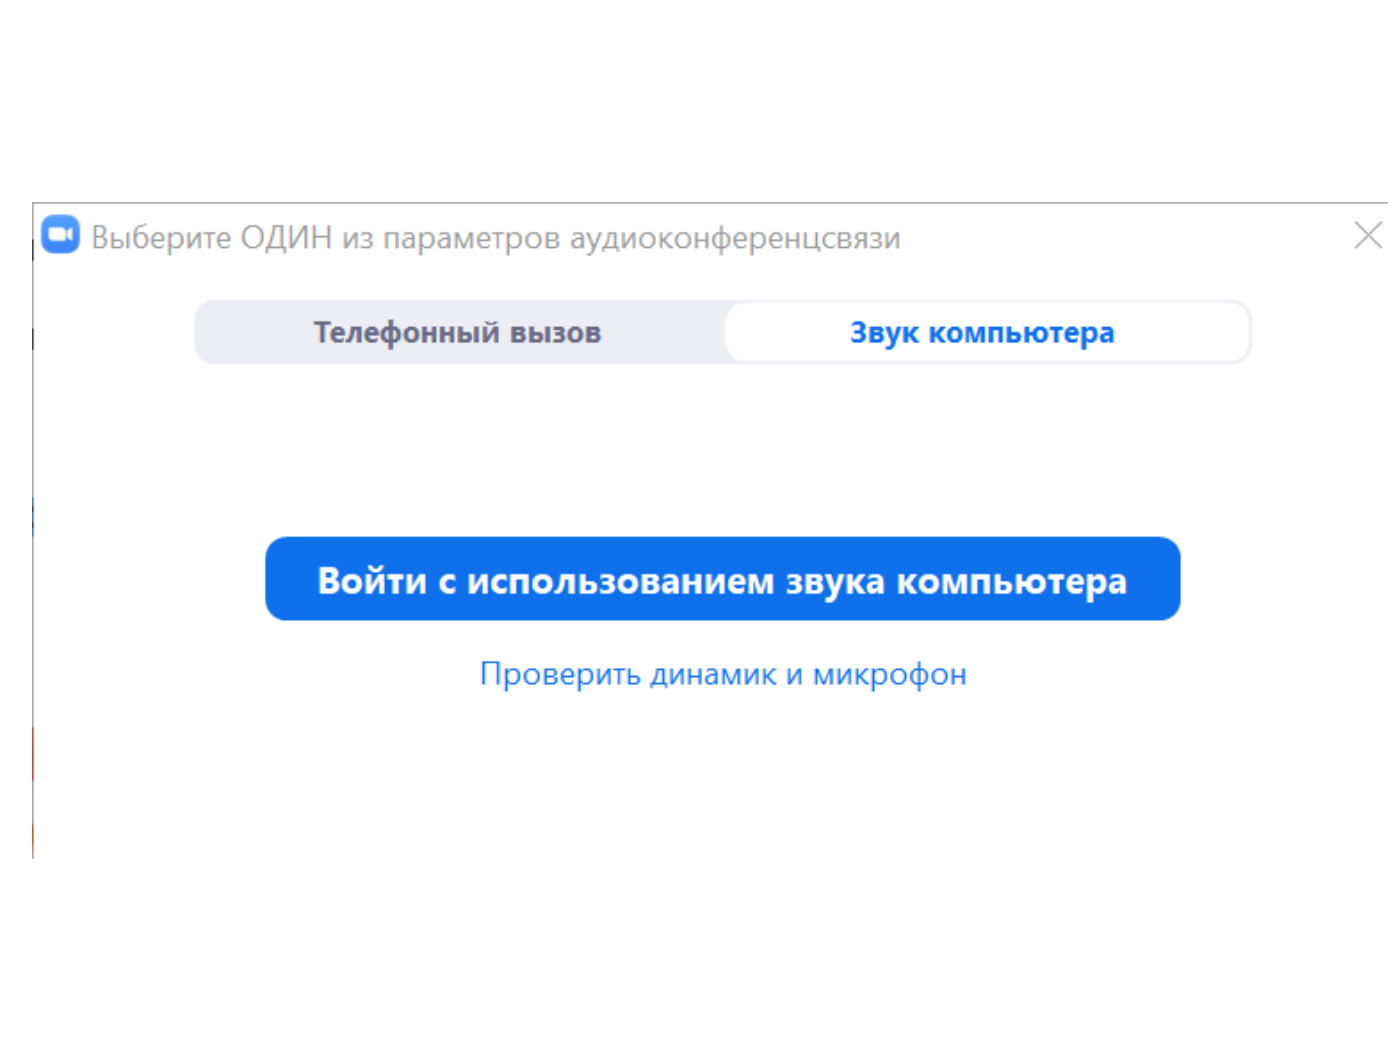 Выберите ОДИН из параметров аудиоконференцсвязи
Телефонный вызов
Звук компьютера
Войти с использованием звука компьютера
Проверить динамик и микрофон